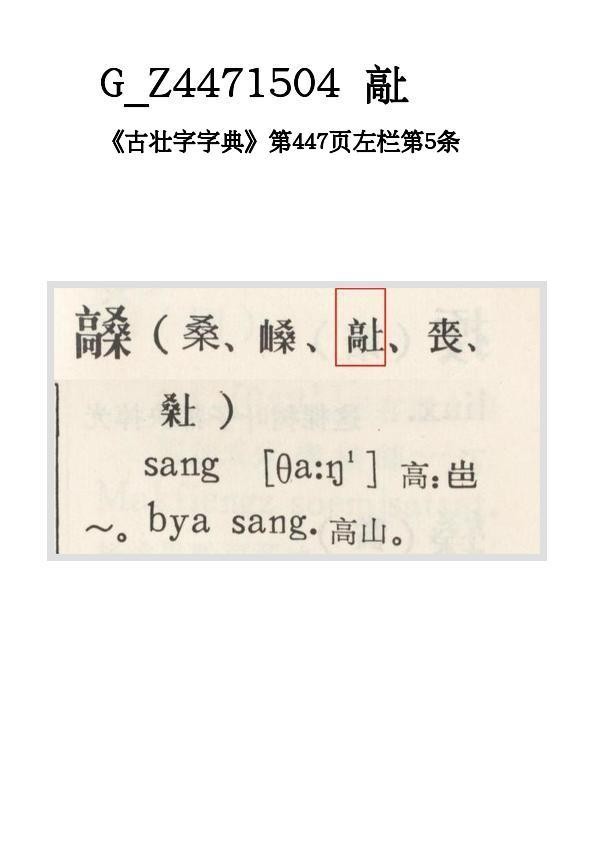 G_Z4471504
《古壮字字典》第447页左栏第5条
（桑、
）
sang [θa:ŋ¹] 高：岜
～。bya sang. 高山。